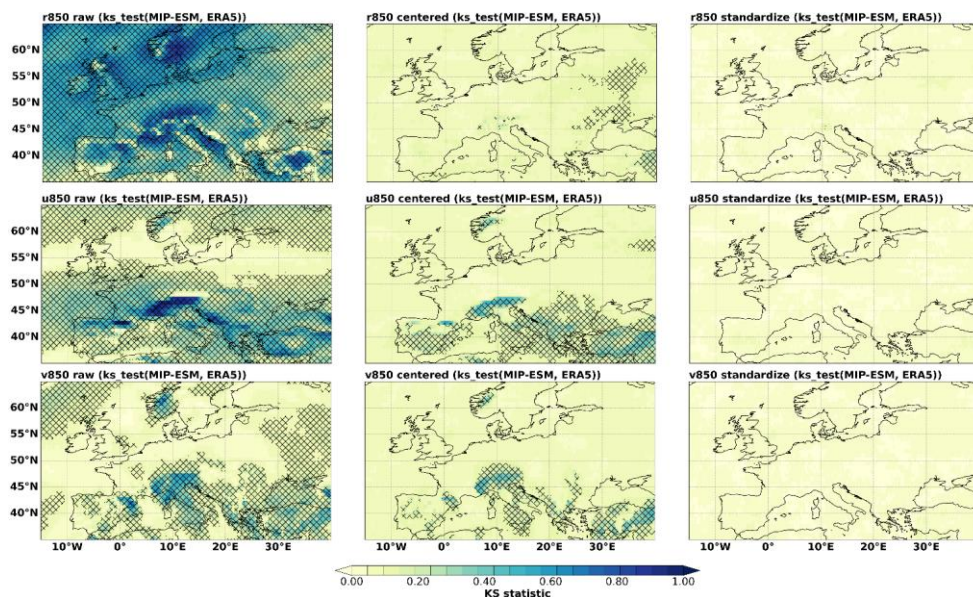 r850 raw (ks_test(MIP-ESM, ERA5))
r850 centered (ks_test(MIP-ESM, ERA5))
r850 standardize (ks_test(MIP-ESM, ERA5))
60°N
55°N
50°N
45°N
40°N
u850 raw (ks_test(MIP-ESM, ERA5))
u850 centered (ks_test(MIP-ESM, ERA5))
u850 standardize (ks_test(MIP-ESM, ERA5))
60°N
55°N
50°N
45°N
40°N
v850 raw (ks_test(MIP-ESM, ERA5))
v850 centered (ks_test(MIP-ESM, ERA5))
v850 standardize (ks_test(MIP-ESM, ERA5))
60°N
55°N
50°N
45°N
40°N
10°W 0° 10°E 20°E 30°E 10°W 0° 10°E 20°E 30°E 10°W 0° 10°E 20°E 30°E
0.00 0.20 0.40 0.60 0.80 1.00
KS statistic